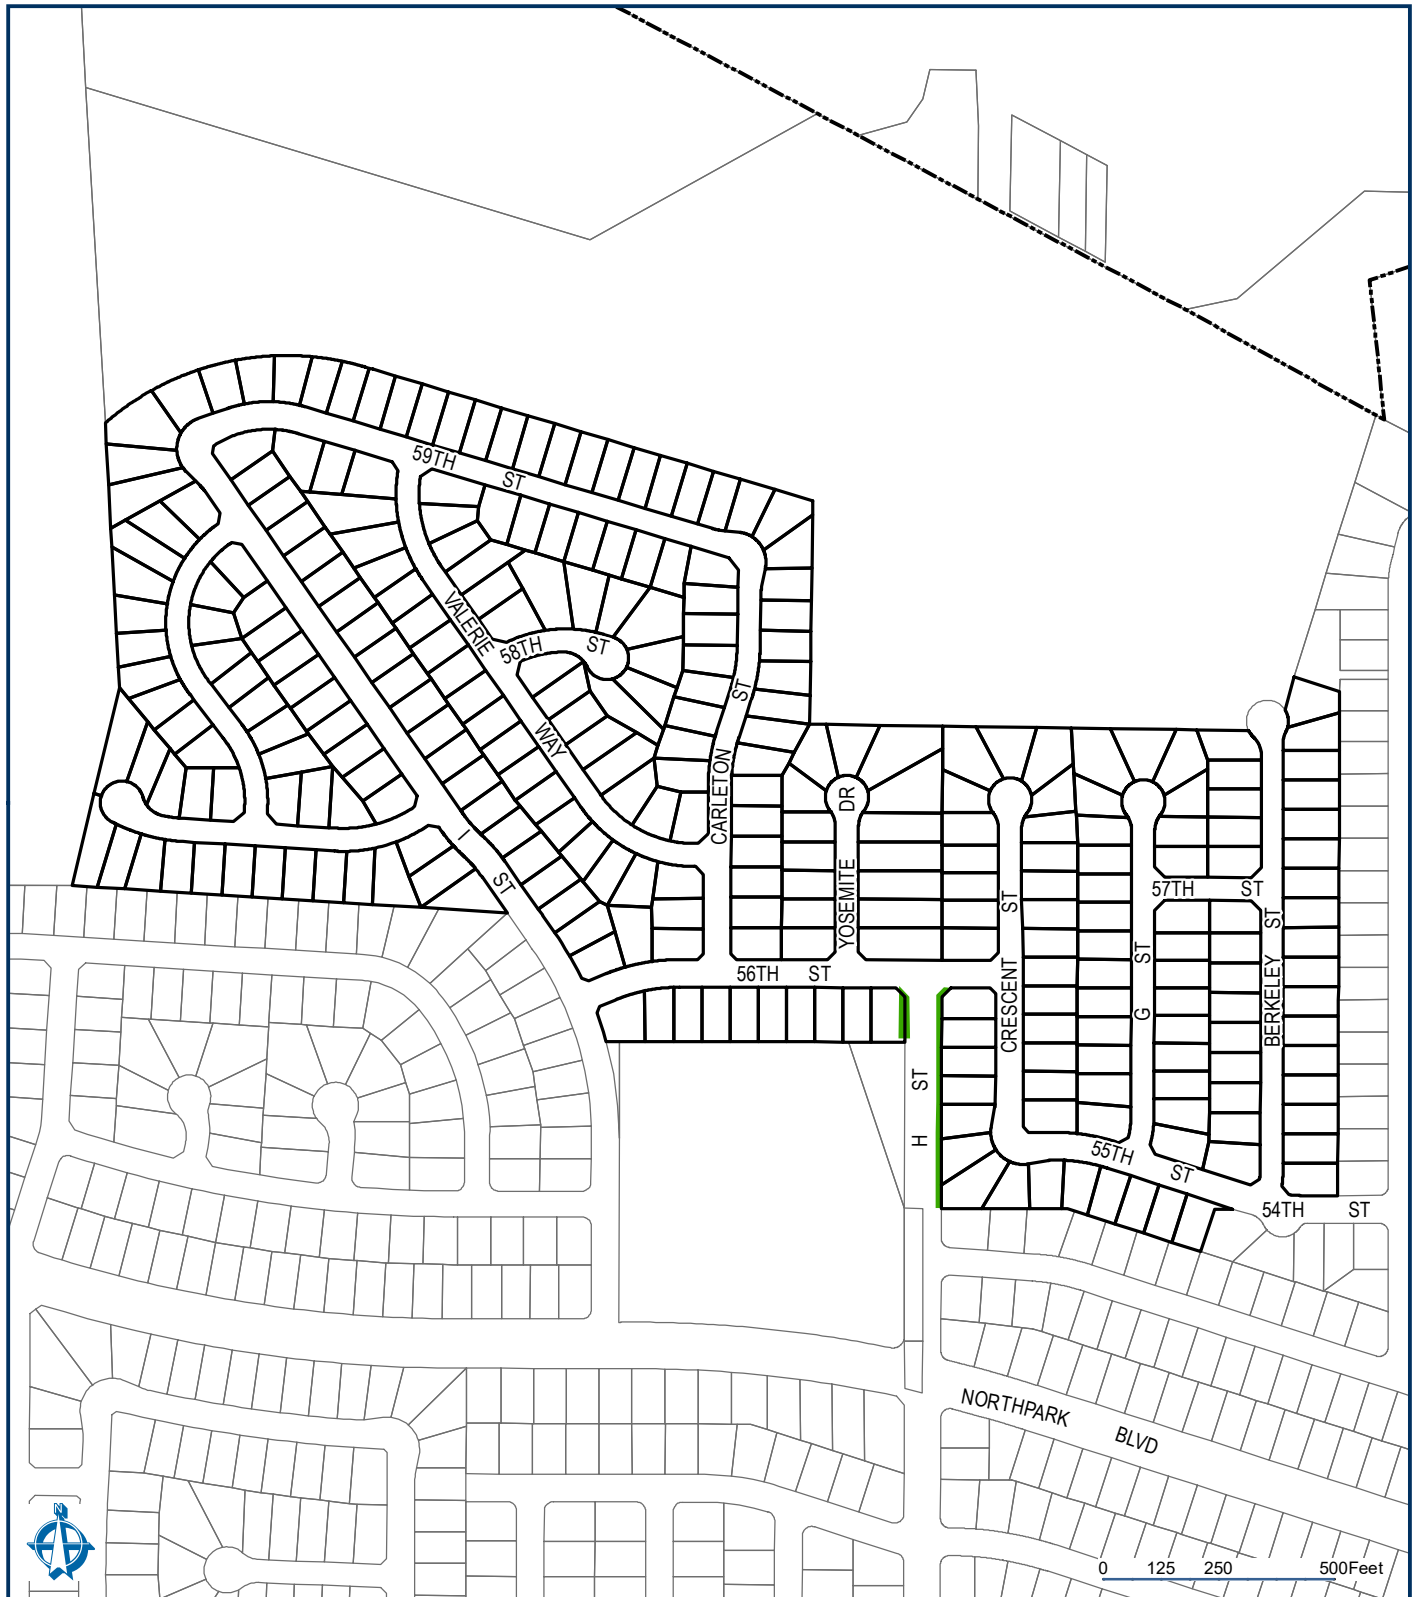 59TH ST
VALERIE WAY
58TH ST
CARLETON ST
YOSEMITE DR
I ST
57TH ST
CRESCENT ST
G ST
BERKELEY ST
56TH ST
H ST
55TH ST
54TH ST
NORTHPARK BLVD
N
0 125 250 500Feet